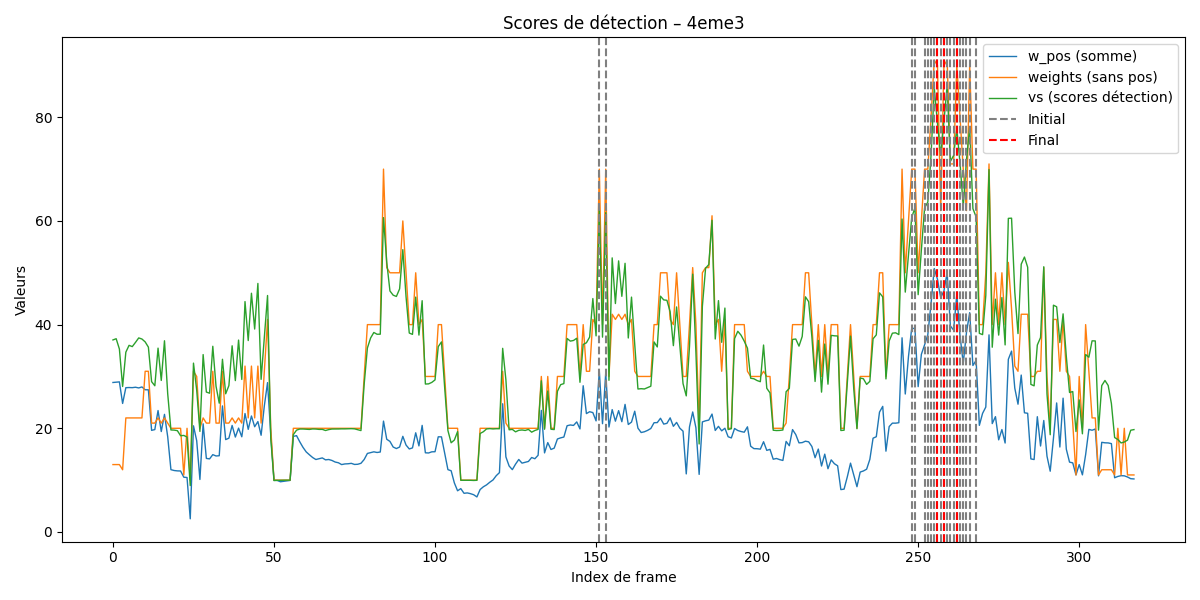 Scores de détection – 4eme3
Valeurs
80
60
40
20
0
0 50 100 150 200 250 300
Index de frame
w_pos (somme)
weights (sans pos)
vs (scores détection)
Initial
Final